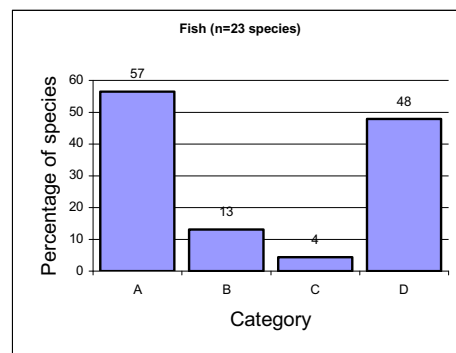 Fish (n=23 species)
Percentage of species
60
50
40
30
20
10
0
57
13
4
48
A B C D
Category